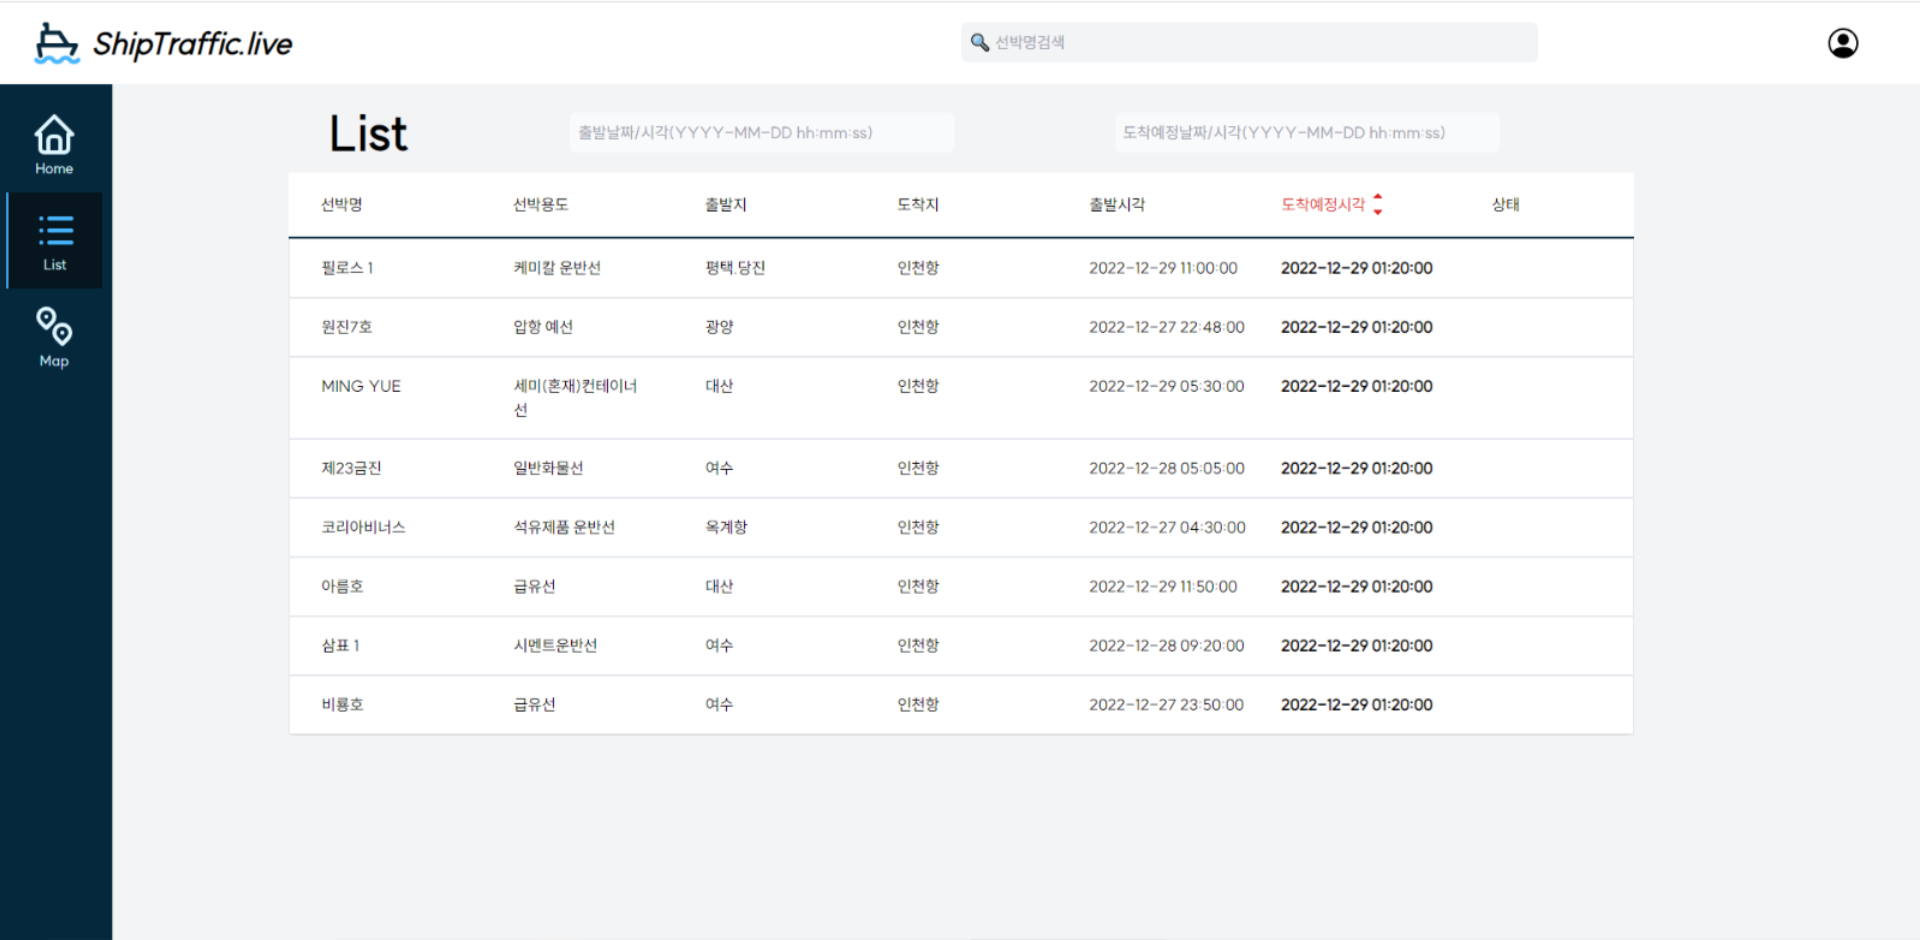 ShipTraffic.live
선박명검색
Home
List
Map
List
출발날짜/시각(YYYY-MM-DD hh:mm:ss)
도착예정날짜/시각(YYYY-MM-DD hh:mm:ss)
선박명 선박용도 출발지 도착지 출발시각 도착예정시각 상태
필로스 1 케미칼 운반선 평택.당진 인천항 2022-12-29 11:00:00 2022-12-29 01:20:00
원진7호 압항 예선 광양 인천항 2022-12-27 22:48:00 2022-12-29 01:20:00
MING YUE 세미(혼재)컨테이너 대산 인천항 2022-12-29 05:30:00 2022-12-29 01:20:00
선
제23금진 일반화물선 여수 인천항 2022-12-28 05:05:00 2022-12-29 01:20:00
코리아비너스 석유제품 운반선 옥계항 인천항 2022-12-27 04:30:00 2022-12-29 01:20:00
아름호 급유선 대산 인천항 2022-12-29 11:50:00 2022-12-29 01:20:00
삼표 1 시멘트운반선 여수 인천항 2022-12-28 09:20:00 2022-12-29 01:20:00
비룡호 급유선 여수 인천항 2022-12-27 23:50:00 2022-12-29 01:20:00